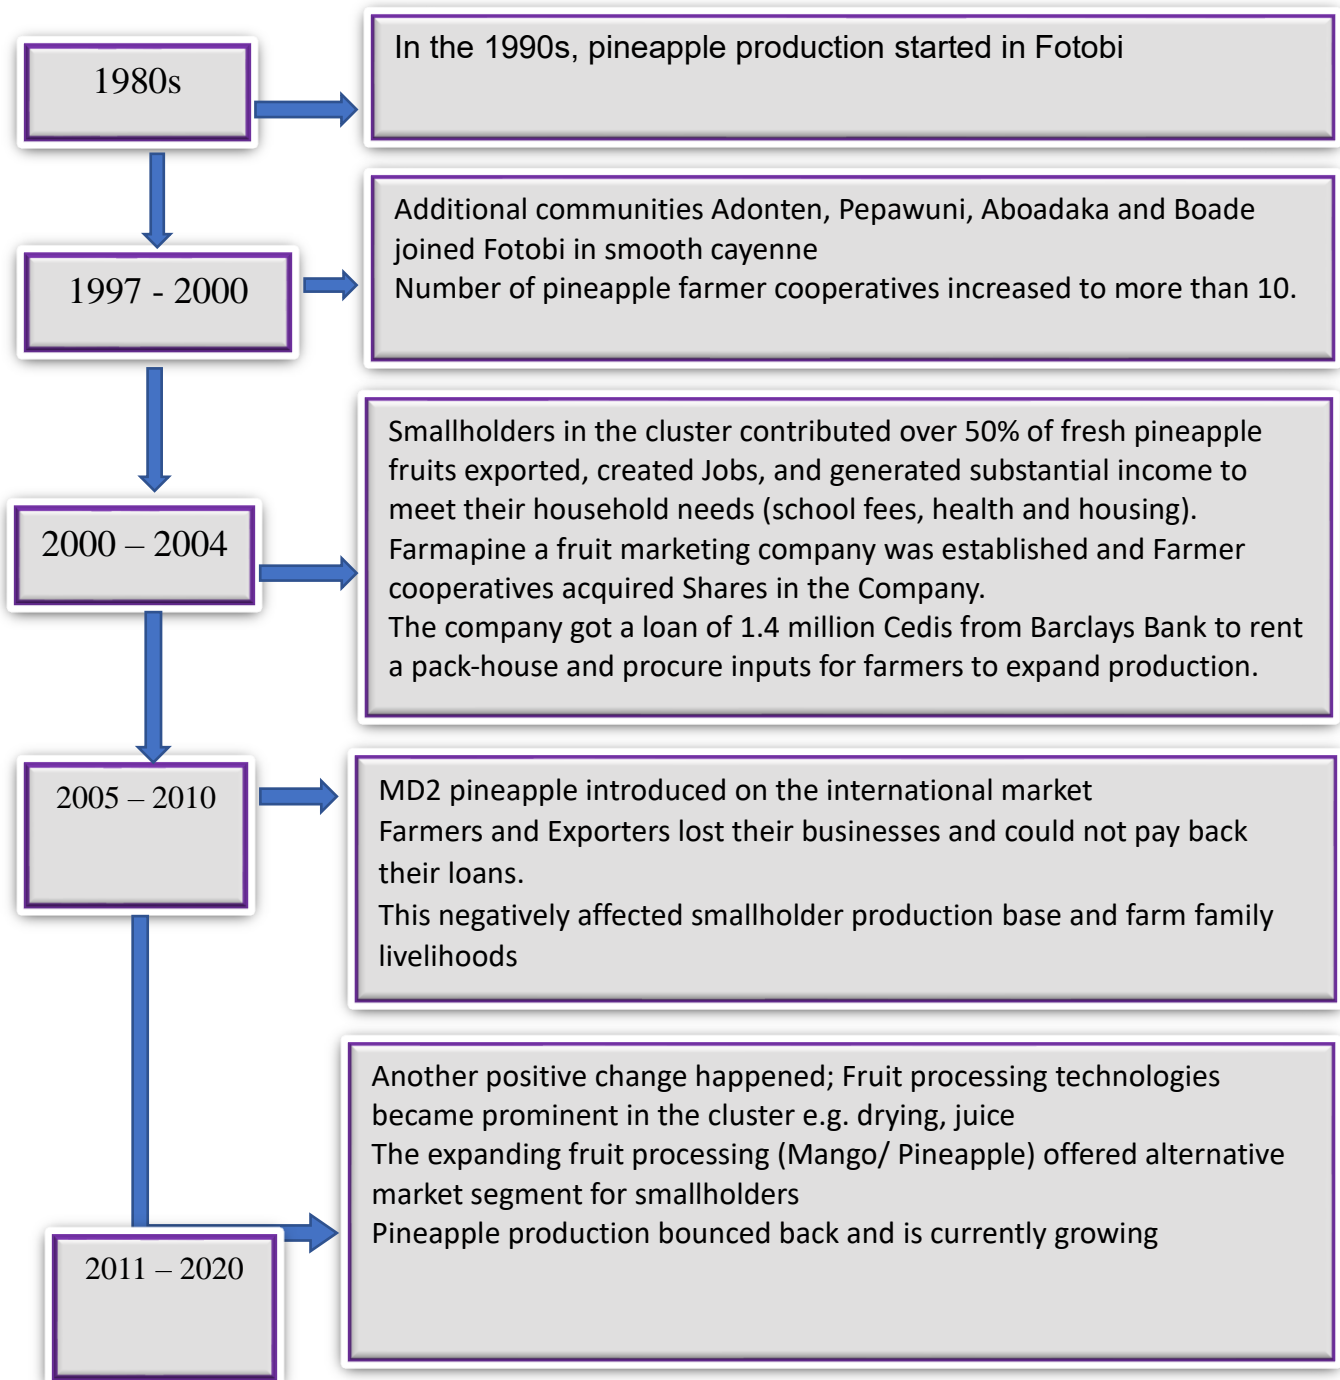 1980s
In the 1990s, pineapple production started in Fotobi
1997 - 2000
Additional communities Adonten, Pepawuni, Aboadaka and Boade
joined Fotobi in smooth cayenne
Number of pineapple farmer cooperatives increased to more than 10.
2000 – 2004
Smallholders in the cluster contributed over 50% of fresh pineapple
fruits exported, created Jobs, and generated substantial income to
meet their household needs (school fees, health and housing).
Farmapine a fruit marketing company was established and Farmer
cooperatives acquired Shares in the Company.
The company got a loan of 1.4 million Cedis from Barclays Bank to rent
a pack-house and procure inputs for farmers to expand production.
2005 – 2010
MD2 pineapple introduced on the international market
Farmers and Exporters lost their businesses and could not pay back
their loans.
This negatively affected smallholder production base and farm family
livelihoods
2011 – 2020
Another positive change happened; Fruit processing technologies
became prominent in the cluster e.g. drying, juice
The expanding fruit processing (Mango/ Pineapple) offered alternative
market segment for smallholders
Pineapple production bounced back and is currently growing